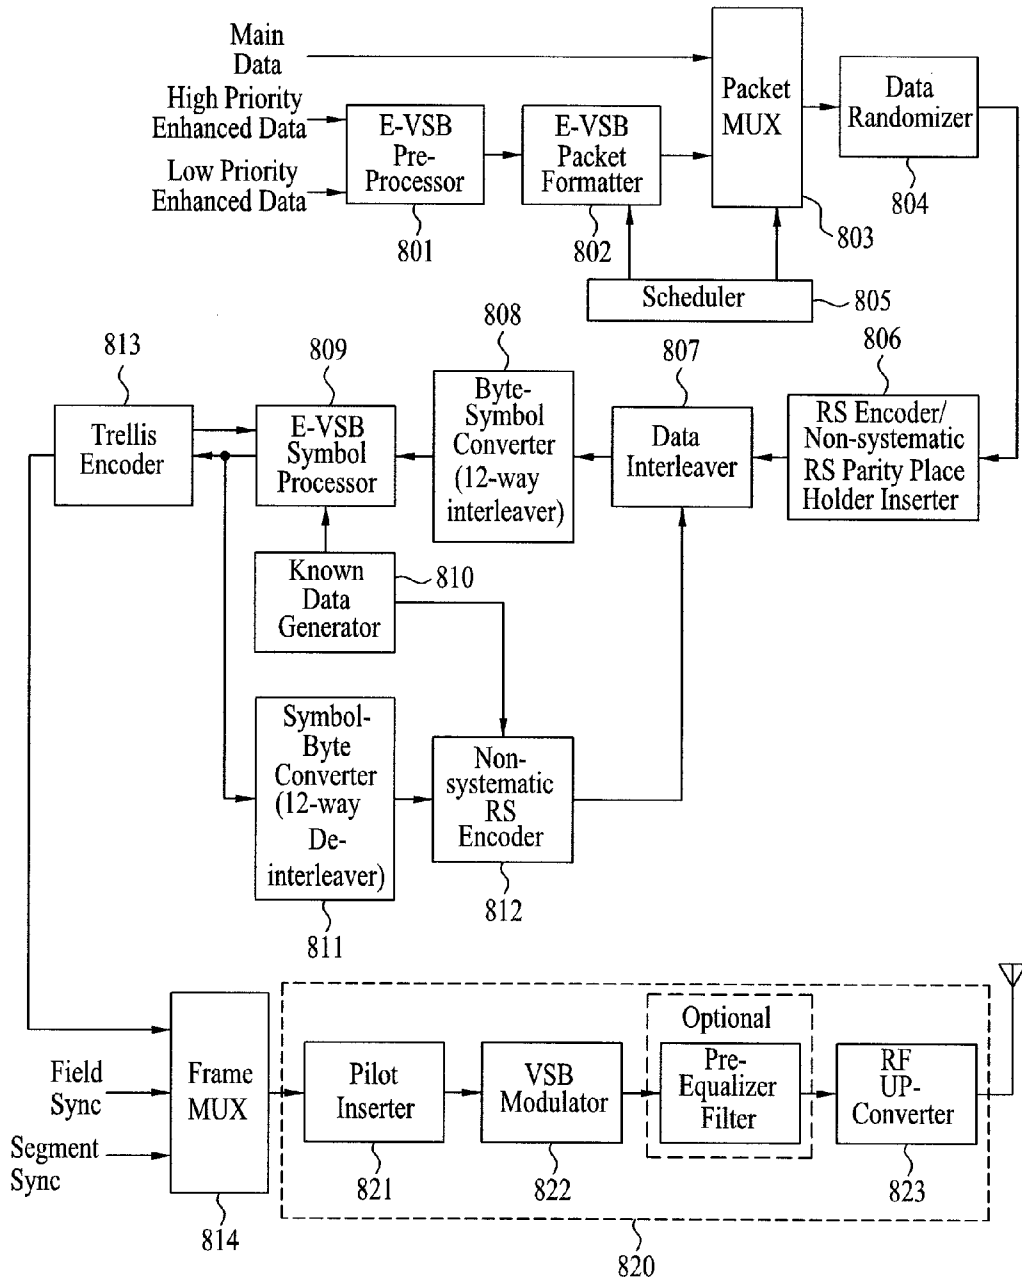 Main
Data
High Priority
Enhanced Data
Low Priority
Enhanced Data
E-VSB
Pre-
Processor
801
E-VSB
Packet
Formatter
802
Packet
MUX
803
Data
Randomizer
804
Scheduler
805
813
Trellis
Encoder
809
E-VSB
Symbol
Processor
808
Byte-
Symbol
Converter
(12-way
interleaver)
807
Data
Interleaver
806
RS Encoder/
Non-systematic
RS Parity Place
Holder Inserter
Known
Data
Generator
810
Symbol-
Byte
Converter
(12-way
De-
interleaver)
811
Non-
systematic
RS
Encoder
812
Field
Sync
Segment
Sync
Frame
MUX
814
Pilot
Inserter
821
VSB
Modulator
822
Optional
Pre-
Equalizer
Filter
RF
UP-
Converter
823
820